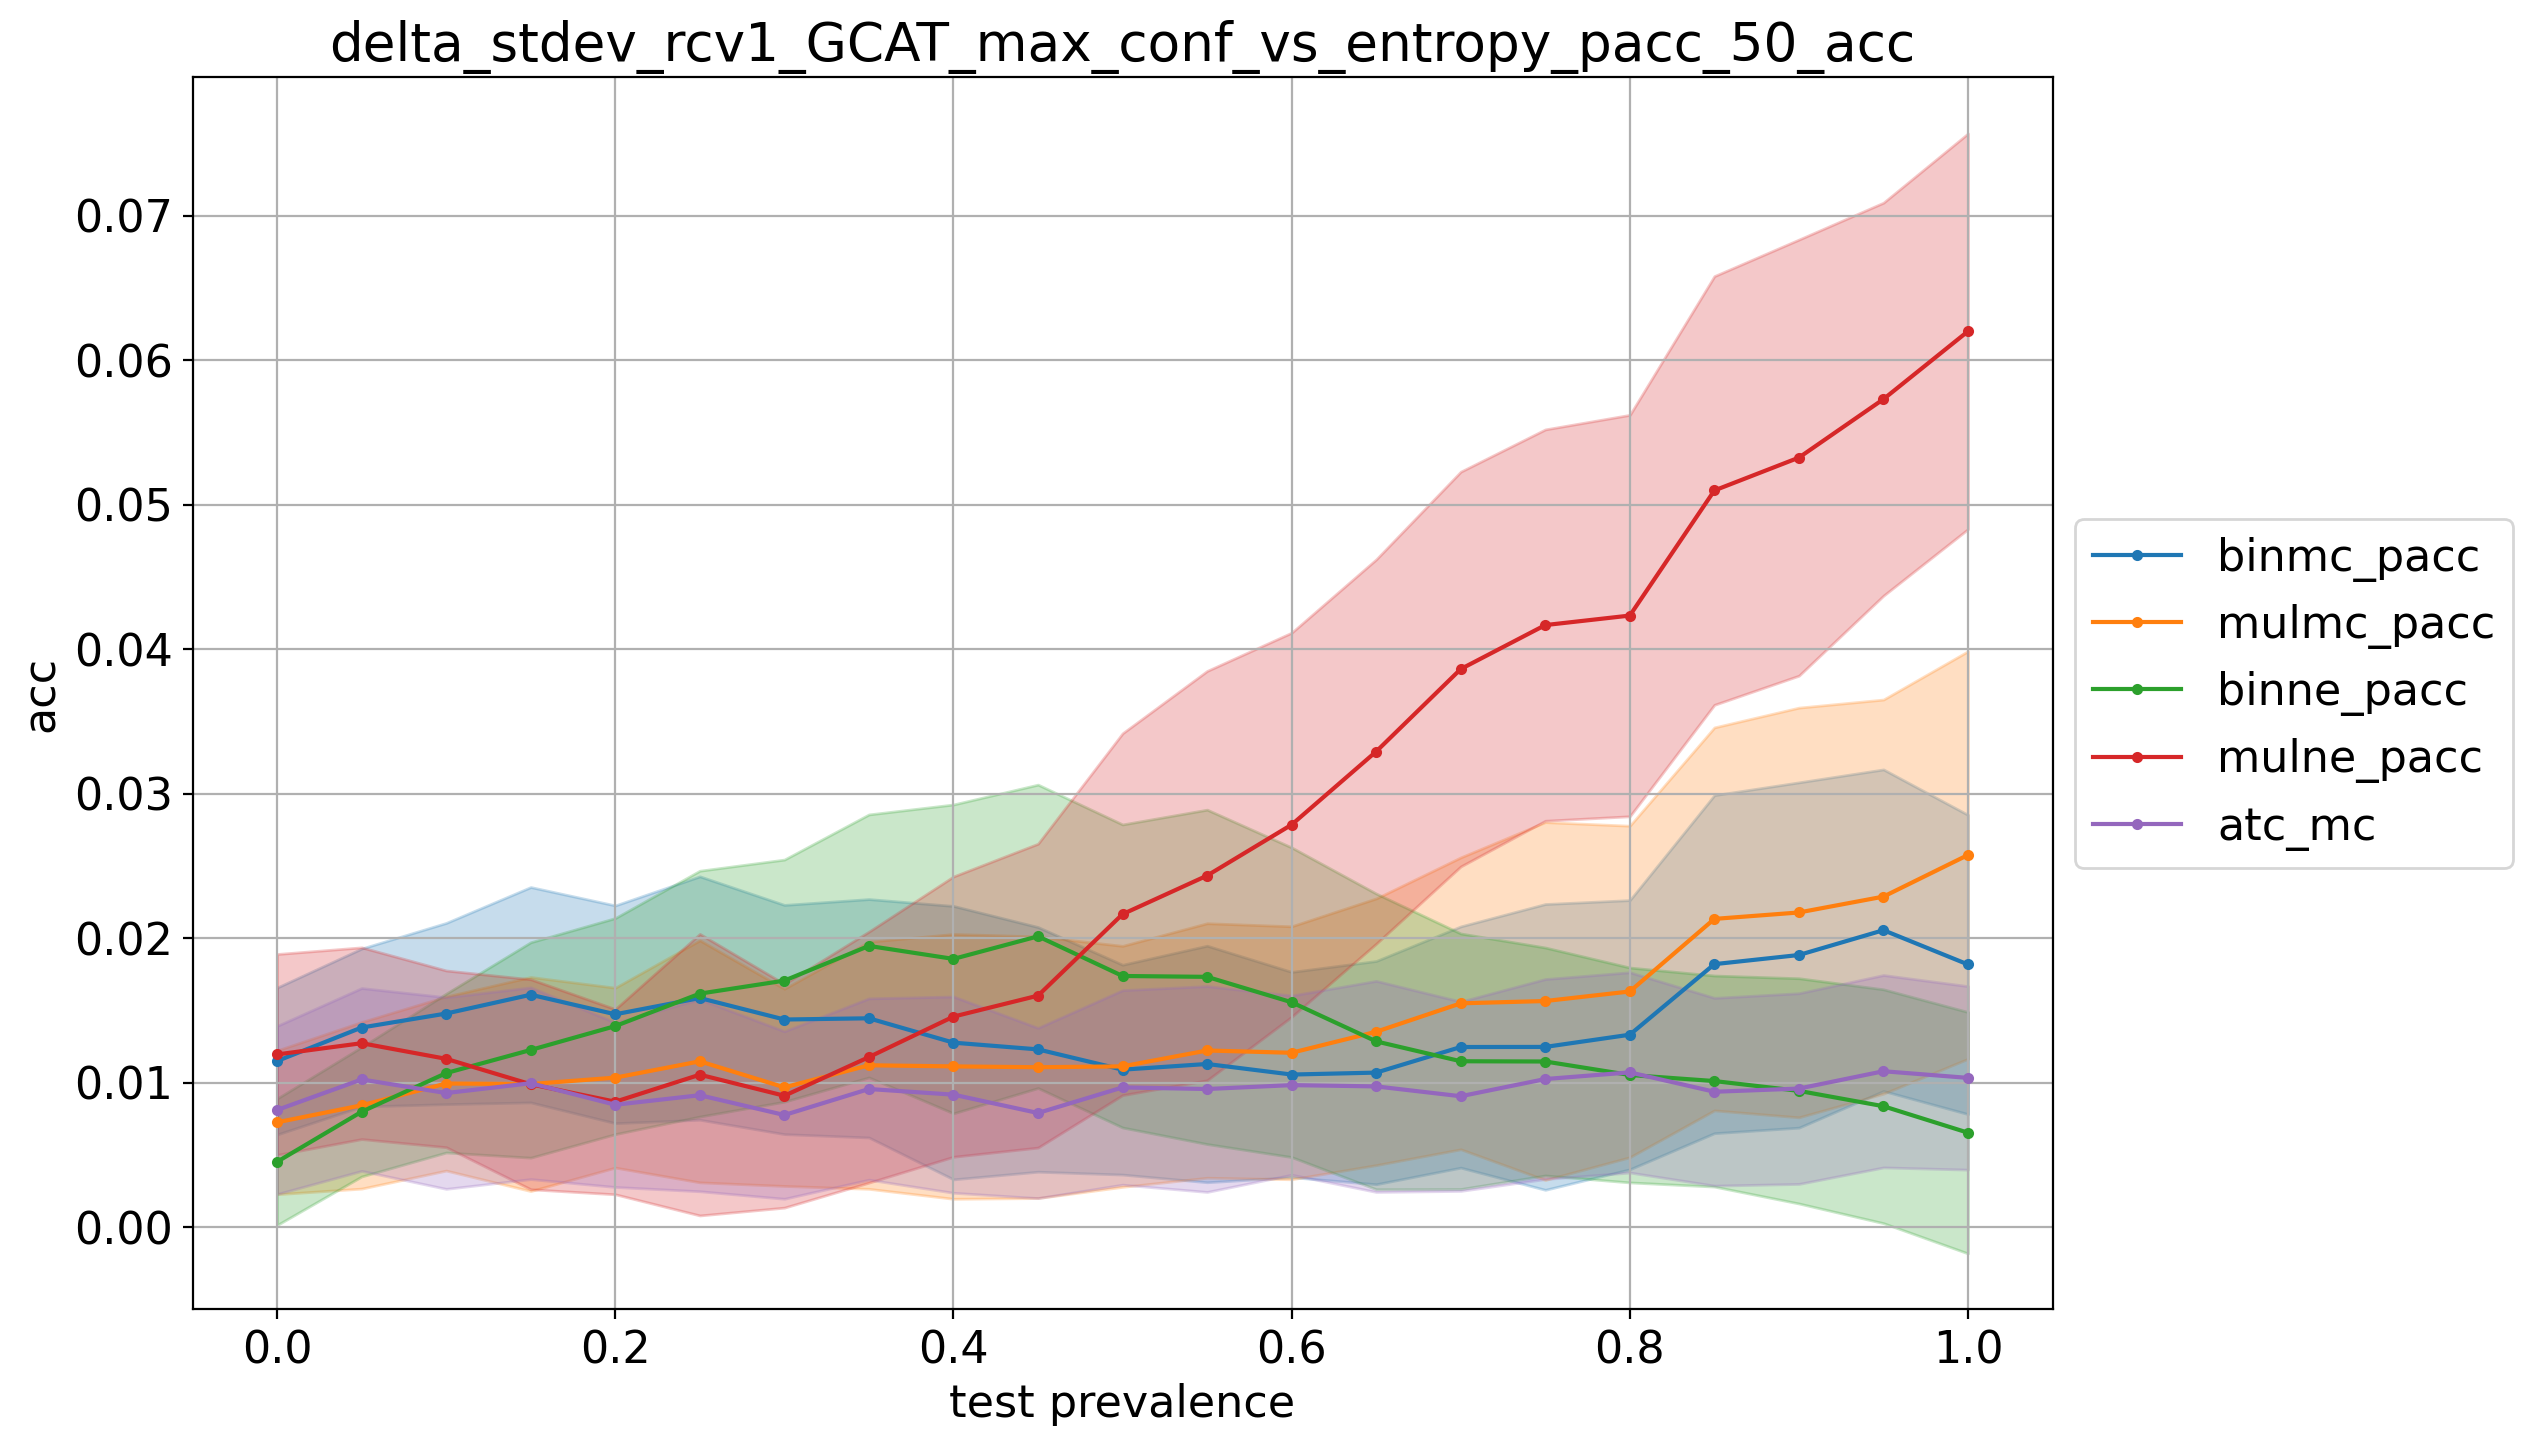 delta_stdev_rcv1_GCAT_max_conf_vs_entropy_pacc_50_acc
acc
0.07
0.06
0.05
0.04
0.03
0.02
0.01
0.00
0.0 0.2 0.4 0.6 0.8 1.0
test prevalence
binmc_pacc
mulmc_pacc
binne_pacc
mulne_pacc
atc_mc